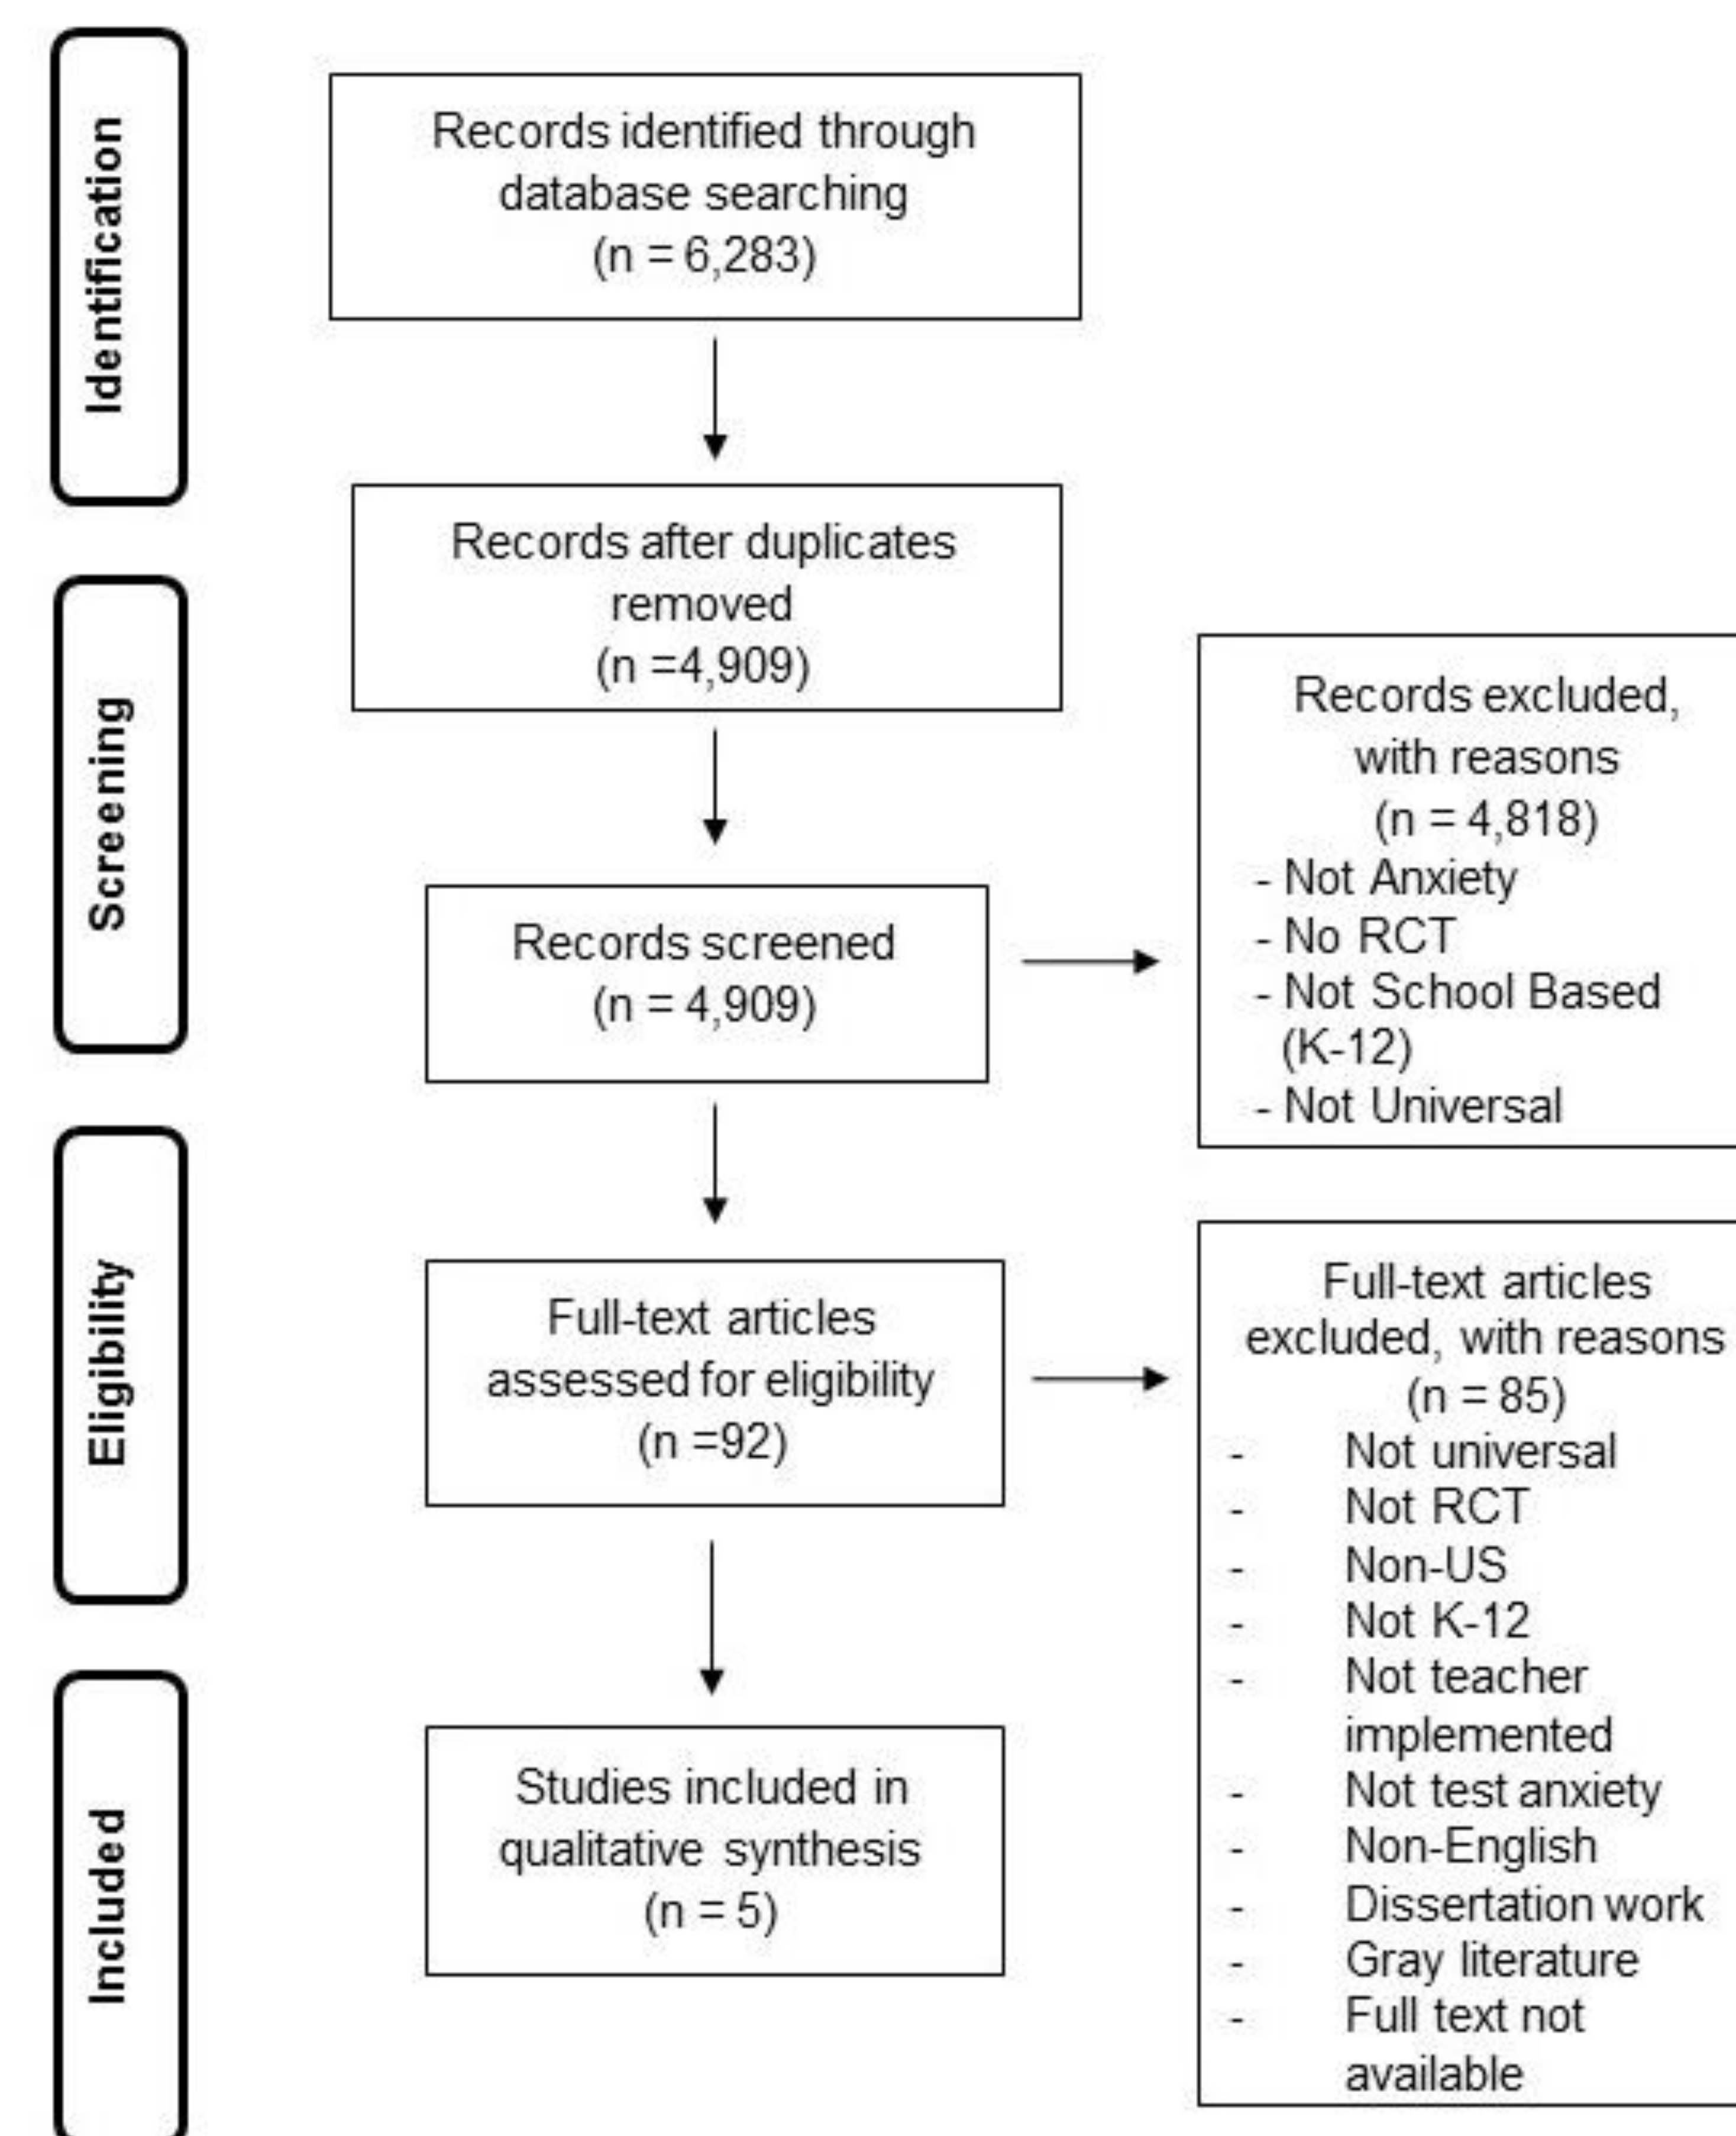 Identification
Records identified through
database searching
(n = 6,283)
Records after duplicates
removed
(n =4,909)
Screening
Records screened
(n = 4,909)
Records excluded,
with reasons
(n = 4,818)
- Not Anxiety
- No RCT
- Not School Based
(K-12)
- Not Universal
Eligibility
Full-text articles
assessed for eligibility
(n =92)
Full-text articles
excluded, with reasons
(n = 85)
- Not universal
- Not RCT
- Non-US
- Not K-12
- Not teacher
implemented
- Not test anxiety
- Non-English
- Dissertation work
- Gray literature
- Full text not
available
Included
Studies included in
qualitative synthesis
(n = 5)